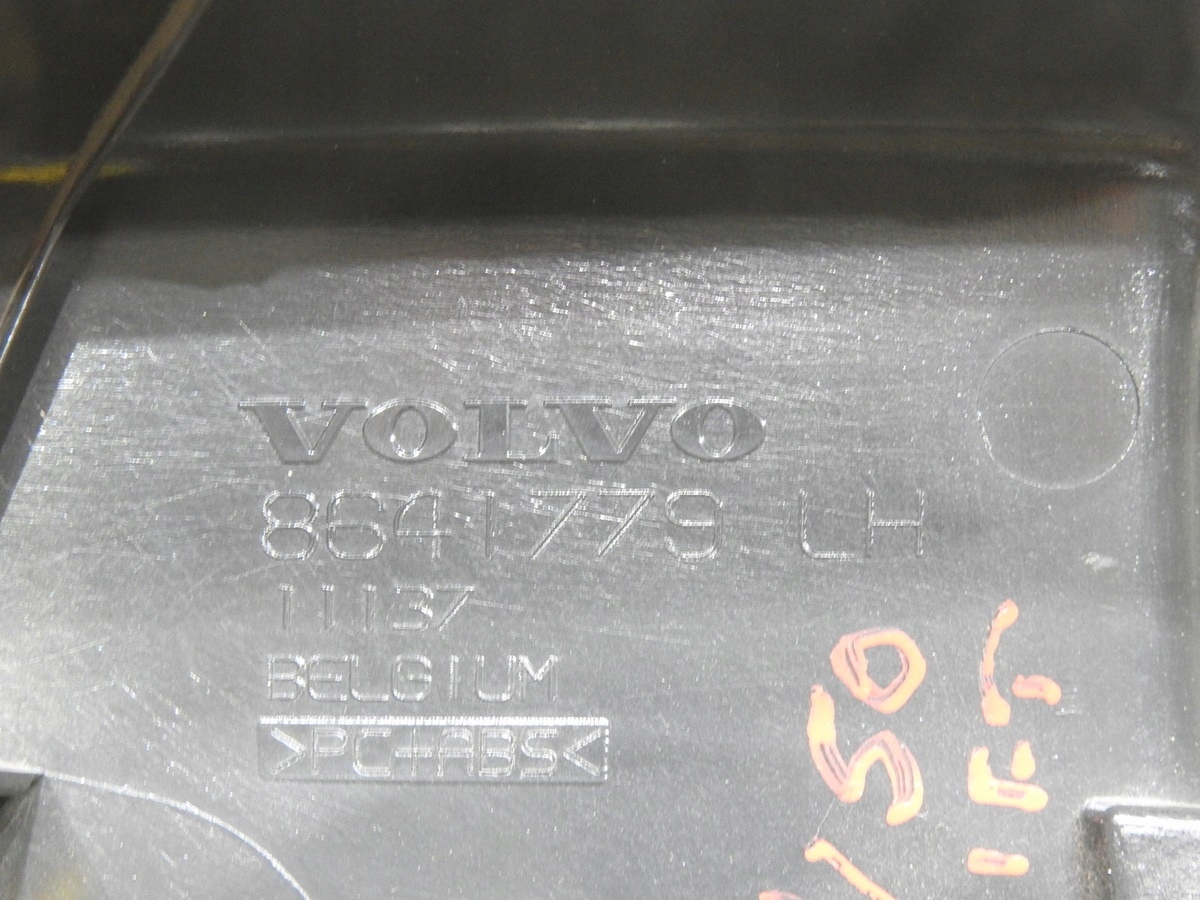 VOLVO
8641779 LH
11137
BELGIUM
>PC+ABS<